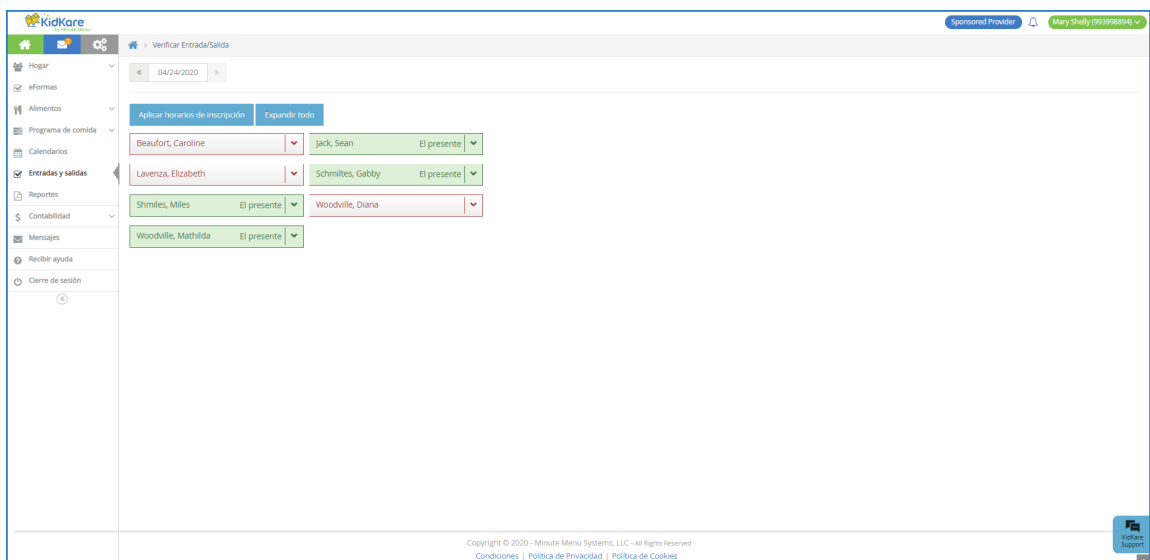 KidKare
by Minute Menu
Sponsored Provider
Mary Shelly (993998894)
> Verificar Entrada/Salida
Hogar
« 04/24/2020 »
eFormas
Alimentos
Aplicar horarios de inscripción Expandir todo
Programa de comida
Beaufort, Caroline
Jack, Sean El presente
Calendarios
Lavenza, Elizabeth
Schmiltes, Gabby El presente
Entradas y salidas
Reportes
Shmiles, Miles El presente
Woodville, Diana
Contabilidad
Mensajes
Woodville, Mathilda El presente
Recibir ayuda
Cierre de sesión
KidKare
Support
Copyright © 2020 - Minute Menu Systems, LLC - All Rights Reserved
Condiciones | Política de Privacidad | Política de Cookies